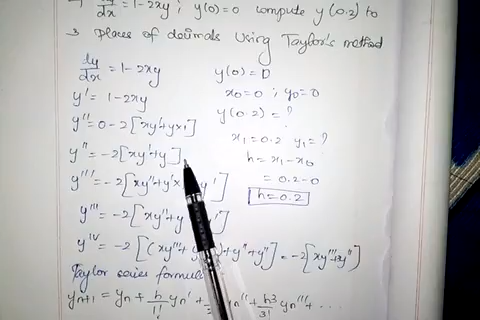 dy/dx = 1-2xy ; y(0)=0 compute y(0.2) to
3 places of decimals using Taylor's method
dy/dx = 1-2xy
y(0)=0
y' = 1-2xy
x0=0 ; y0=0
y'' = 0-2[xy'+y×1]
y(0.2)=?
x1=0.2 y1=?
y'' = -2[xy'+y]
h=x1-x0
y''' = -2[xy''+y'× y']
=0.2-0
h=0.2
y''' = -2[xy''+y ']
y^IV = -2[(xy'''+y )+y''+y''] = -2[xy'''+3y'']
Taylor series formula
yn+1 = yn + h/1! yn' + yn'' + h3/3! yn''' + ....